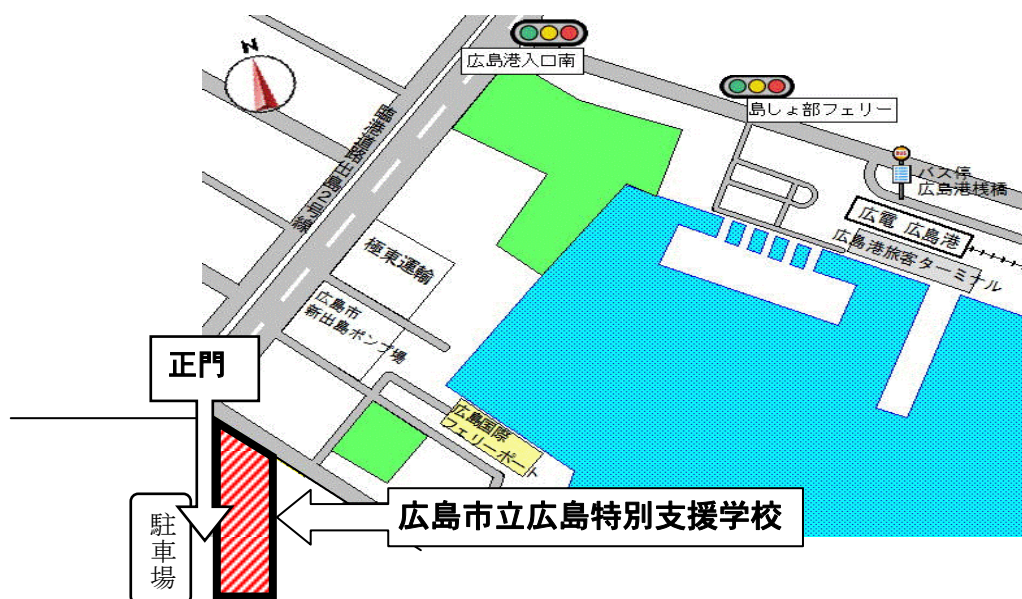 広島港入口南
N
島しょ部フェリー
バス停
広島港桟橋
臨港道路出島2号線
広電 広島港
広島港旅客ターミナル
極東運輸
広島市
新出島ポンプ場
正門
広島国際
フェリーポート
広島市立広島特別支援学校
駐車場